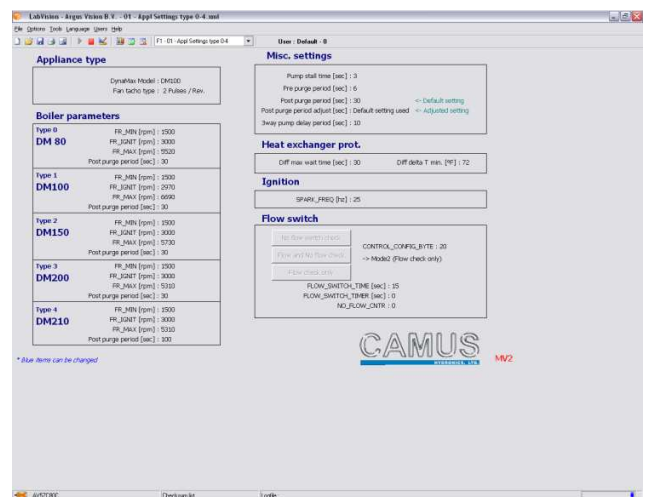 LabVision - Argus Vision B.V. - 01 - Appl Settings type 0-4.xml
File Options Tools Language Users Help
F1 - 01 - Appl Settings type 0-4
User : Default - 0
Appliance type
DynaMax Model : DM100
Fan tacho type : 2 Pulses / Rev.
Boiler parameters
Type 0
DM 80
FR_MIN [rpm] : 1500
FR_IGNIT [rpm] : 3000
FR_MAX [rpm] : 5520
Post purge period [sec] : 30
Type 1
DM100
FR_MIN [rpm] : 1500
FR_IGNIT [rpm] : 2970
FR_MAX [rpm] : 6690
Post purge period [sec] : 30
Type 2
DM150
FR_MIN [rpm] : 1500
FR_IGNIT [rpm] : 3000
FR_MAX [rpm] : 5730
Post purge period [sec] : 30
Type 3
DM200
FR_MIN [rpm] : 1500
FR_IGNIT [rpm] : 3000
FR_MAX [rpm] : 5310
Post purge period [sec] : 30
Type 4
DM210
FR_MIN [rpm] : 1500
FR_IGNIT [rpm] : 3000
FR_MAX [rpm] : 5310
Post purge period [sec] : 100
* Blue items can be changed
Misc. settings
Pump stall time [sec] : 3
Pre purge period [sec] : 6
Post purge period [sec] : 30 <- Default setting
Post purge period adjust [sec] : Default setting used <- Adjusted setting
3way pump delay period [sec] : 10
Heat exchanger prot.
Diff max wait time [sec] : 30 Diff delta T min. [ºF] : 72
Ignition
SPARK_FREQ [hz] : 25
Flow switch
No flow switch check
Flow and No flow check
Flow check only
CONTROL_CONFIG_BYTE : 20
-> Mode2 (Flow check only)
FLOW_SWITCH_TIME [sec] : 15
FLOW_SWITCH_TIMER [sec] : 0
NO_FLOW_CNTR : 0
CAMUS
HYDRONICS, LTD.
MV2